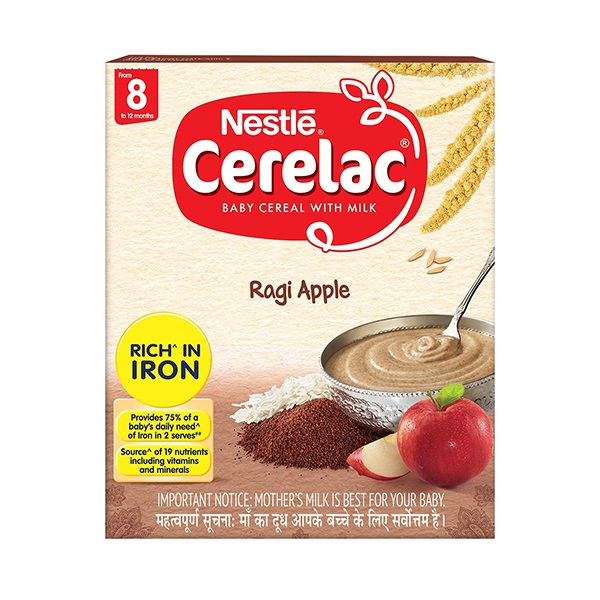 From
8
to 12 months
Nestlé®
Cerelac®
BABY CEREAL WITH MILK
Ragi Apple
RICH^ IN
IRON
Provides 75% of a
baby's daily need^
of Iron in 2 serves##
Source^ of 19 nutrients
including vitamins
and minerals
IMPORTANT NOTICE: MOTHER'S MILK IS BEST FOR YOUR BABY.
महत्वपूर्ण सूचना: माँ का दूध आपके बच्चे के लिए सर्वोत्तम है।